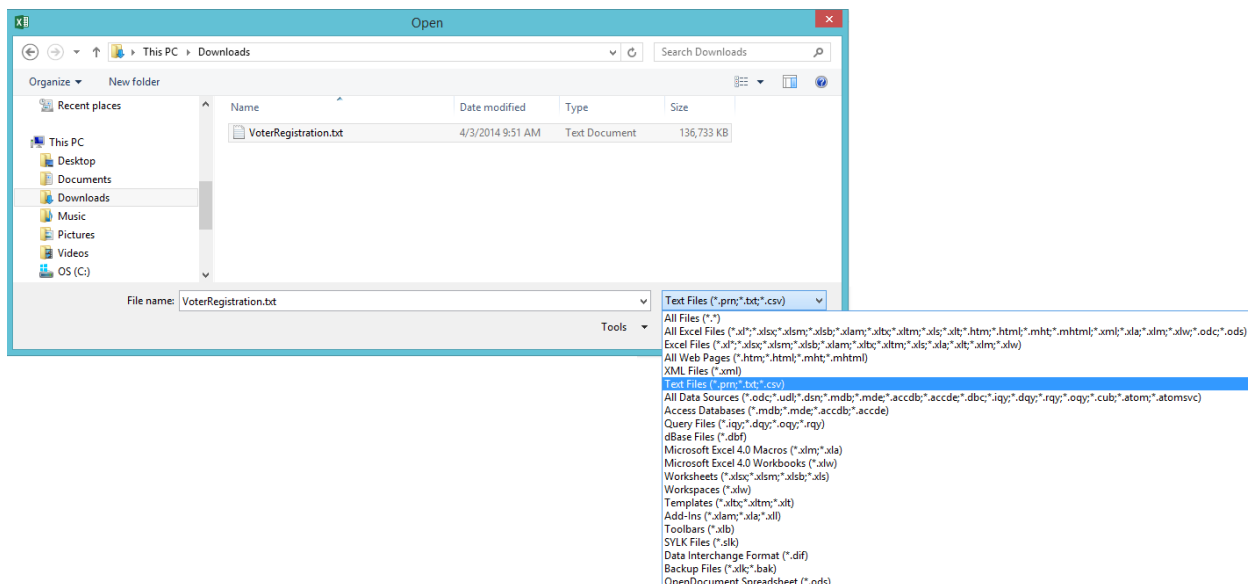 Open
This PC Downloads
Search Downloads
Organize New folder
Recent places
Name Date modified Type Size
VoterRegistration.txt 4/3/2014 9:51 AM Text Document 136,733 KB
This PC
Desktop
Documents
Downloads
Music
Pictures
Videos
OS (C:)
File name: VoterRegistration.txt Text Files (*.prn;*.txt;*.csv)
Tools
All Files (*.*)
All Excel Files (*.xl*;*.xlsx;*.xlsm;*.xlsb;*.xlam;*.xltx;*.xltm;*.xls;*.xlt;*.htm;*.html;*.mht;*.mhtml;*.xml;*.xla;*.xlm;*.xlw;*.odc;*.ods)
Excel Files (*.xl*;*.xlsx;*.xlsm;*.xlsb;*.xlam;*.xltx;*.xltm;*.xls;*.xla;*.xlt;*.xlm;*.xlw)
All Web Pages (*.htm;*.html;*.mht;*.mhtml)
XML Files (*.xml)
Text Files (*.prn;*.txt;*.csv)
All Data Sources (*.odc;*.udl;*.dsn;*.mdb;*.mde;*.accdb;*.accde;*.dbc;*.iqy;*.dqy;*.rqy;*.oqy;*.cub;*.atom;*.atomsvc)
Access Databases (*.mdb;*.mde;*.accdb;*.accde)
Query Files (*.iqy;*.dqy;*.oqy;*.rqy)
dBase Files (*.dbf)
Microsoft Excel 4.0 Macros (*.xlm;*.xla)
Microsoft Excel 4.0 Workbooks (*.xlw)
Worksheets (*.xlsx;*.xlsm;*.xlsb;*.xls)
Workspaces (*.xlw)
Templates (*.xltx;*.xltm;*.xlt)
Add-Ins (*.xlam;*.xla;*.xll)
Toolbars (*.xlb)
SYLK Files (*.slk)
Data Interchange Format (*.dif)
Backup Files (*.xlk;*.bak)
OpenDocument Spreadsheet (*.ods)